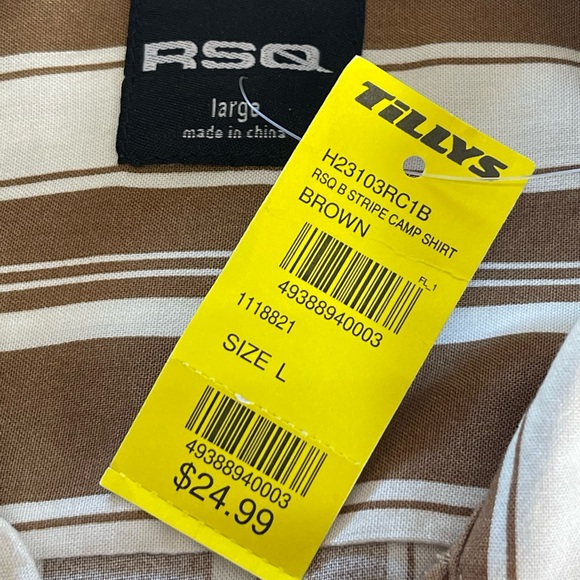 RSQ
large
made in china
TiLLYS
H23103RC1B
RSQ B STRIPE CAMP SHIRT
BROWN
FL_1
49388940003
1118821
SIZE L
49388940003
$24.99